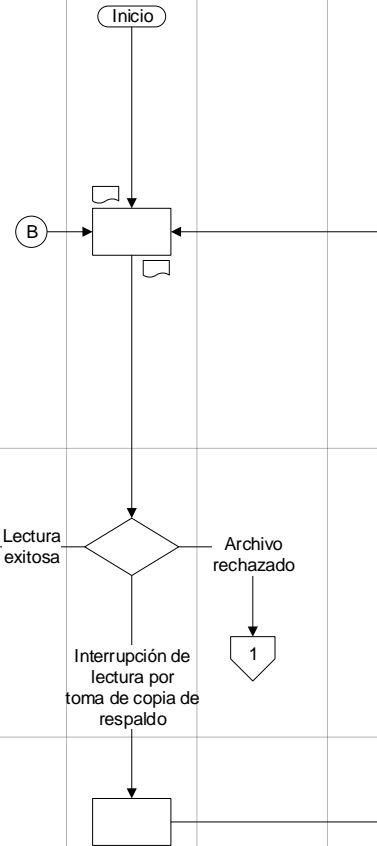 Inicio
B
Lectura
exitosa
Archivo
rechazado
1
Interrupción de
lectura por
toma de copia de
respaldo